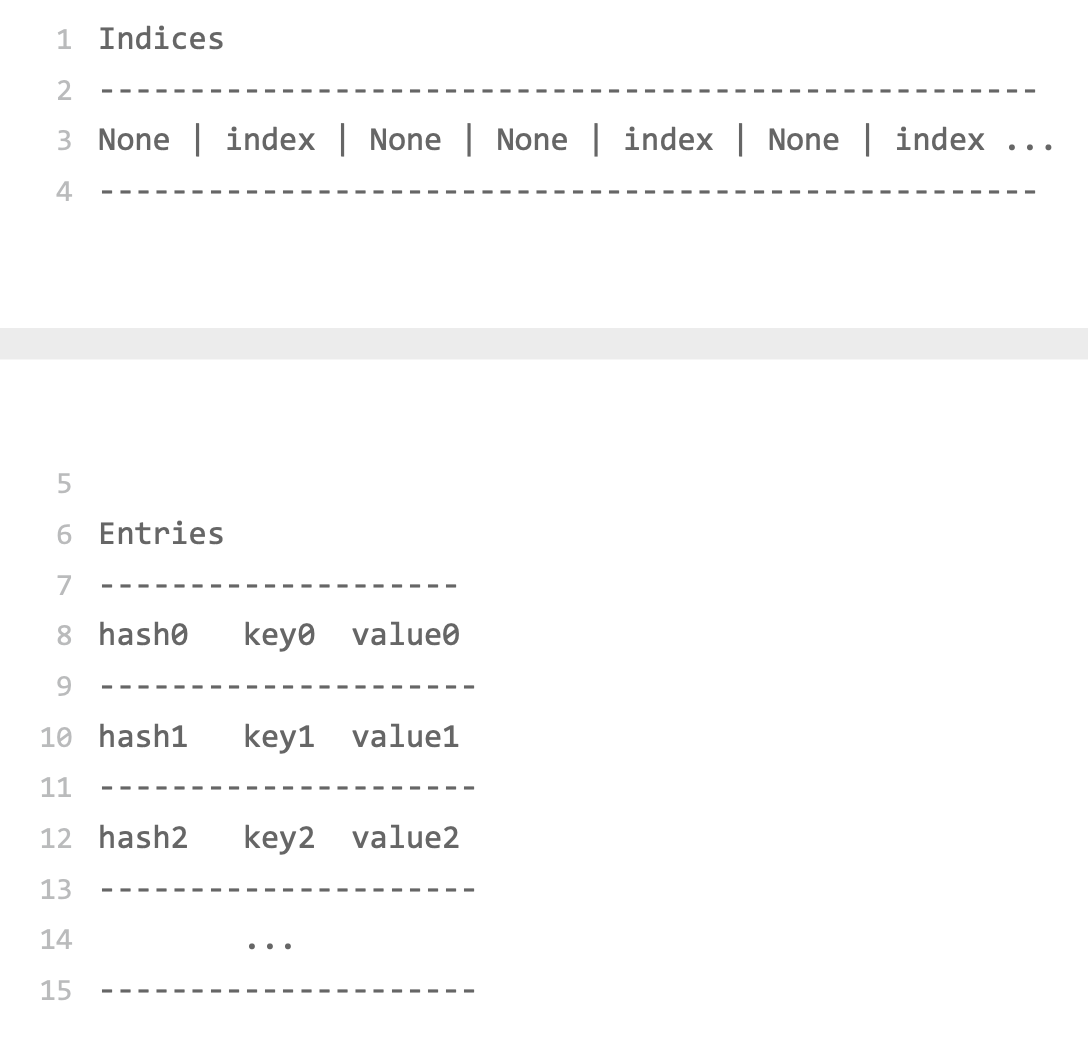 1 Indices
2 ----------------------------------------------------
3 None | index | None | None | index | None | index ...
4 ----------------------------------------------------
5
6 Entries
7 --------------------
8 hash0   key0  value0
9 ---------------------
10 hash1   key1  value1
11 ---------------------
12 hash2   key2  value2
13 ---------------------
14         ...
15 ---------------------